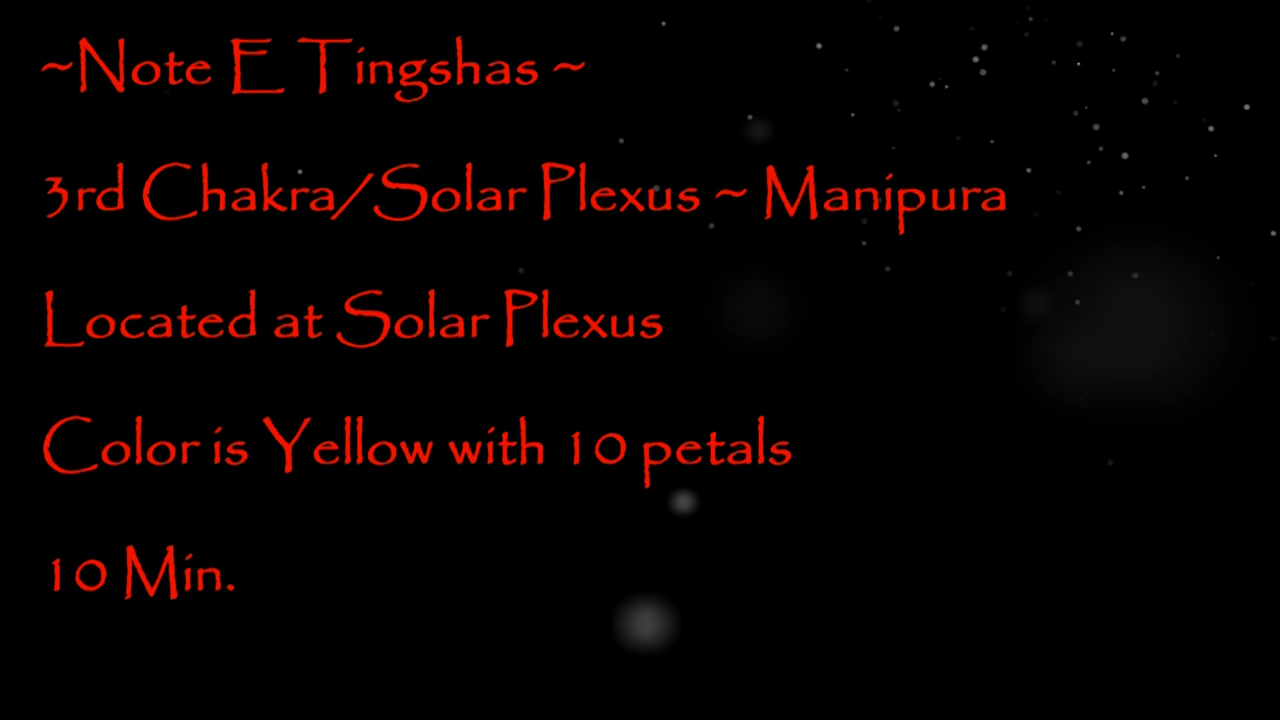 ~Note E Tingshas ~
3rd Chakra/Solar Plexus ~ Manipura
Located at Solar Plexus
Color is Yellow with 10 petals
10 Min.